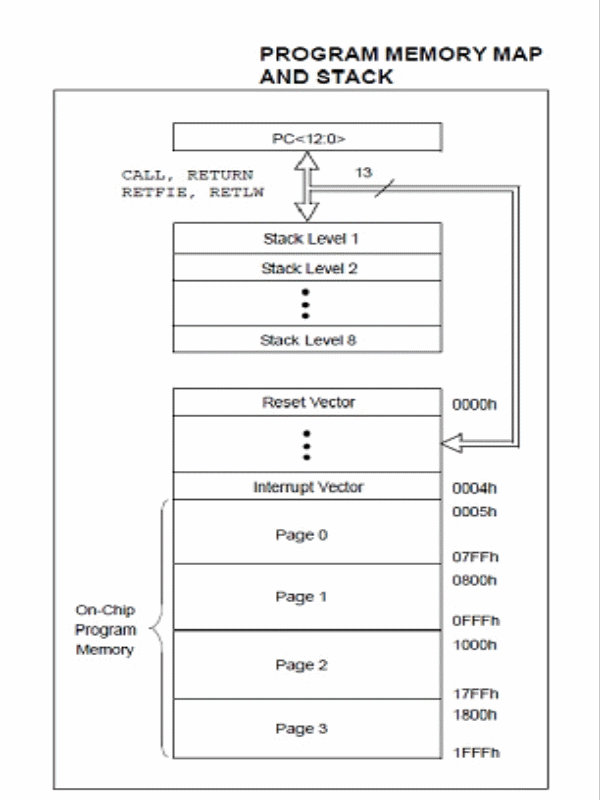 PROGRAM MEMORY MAP
AND STACK
PC<12:0>
CALL, RETURN
RETFIE, RETLW
13
Stack Level 1
Stack Level 2
Stack Level 8
Reset Vector
0000h
Interrupt Vector
0004h
0005h
Page 0
07FFh
0800h
Page 1
0FFFh
On-Chip
Program
Memory
1000h
Page 2
17FFh
1800h
Page 3
1FFFh